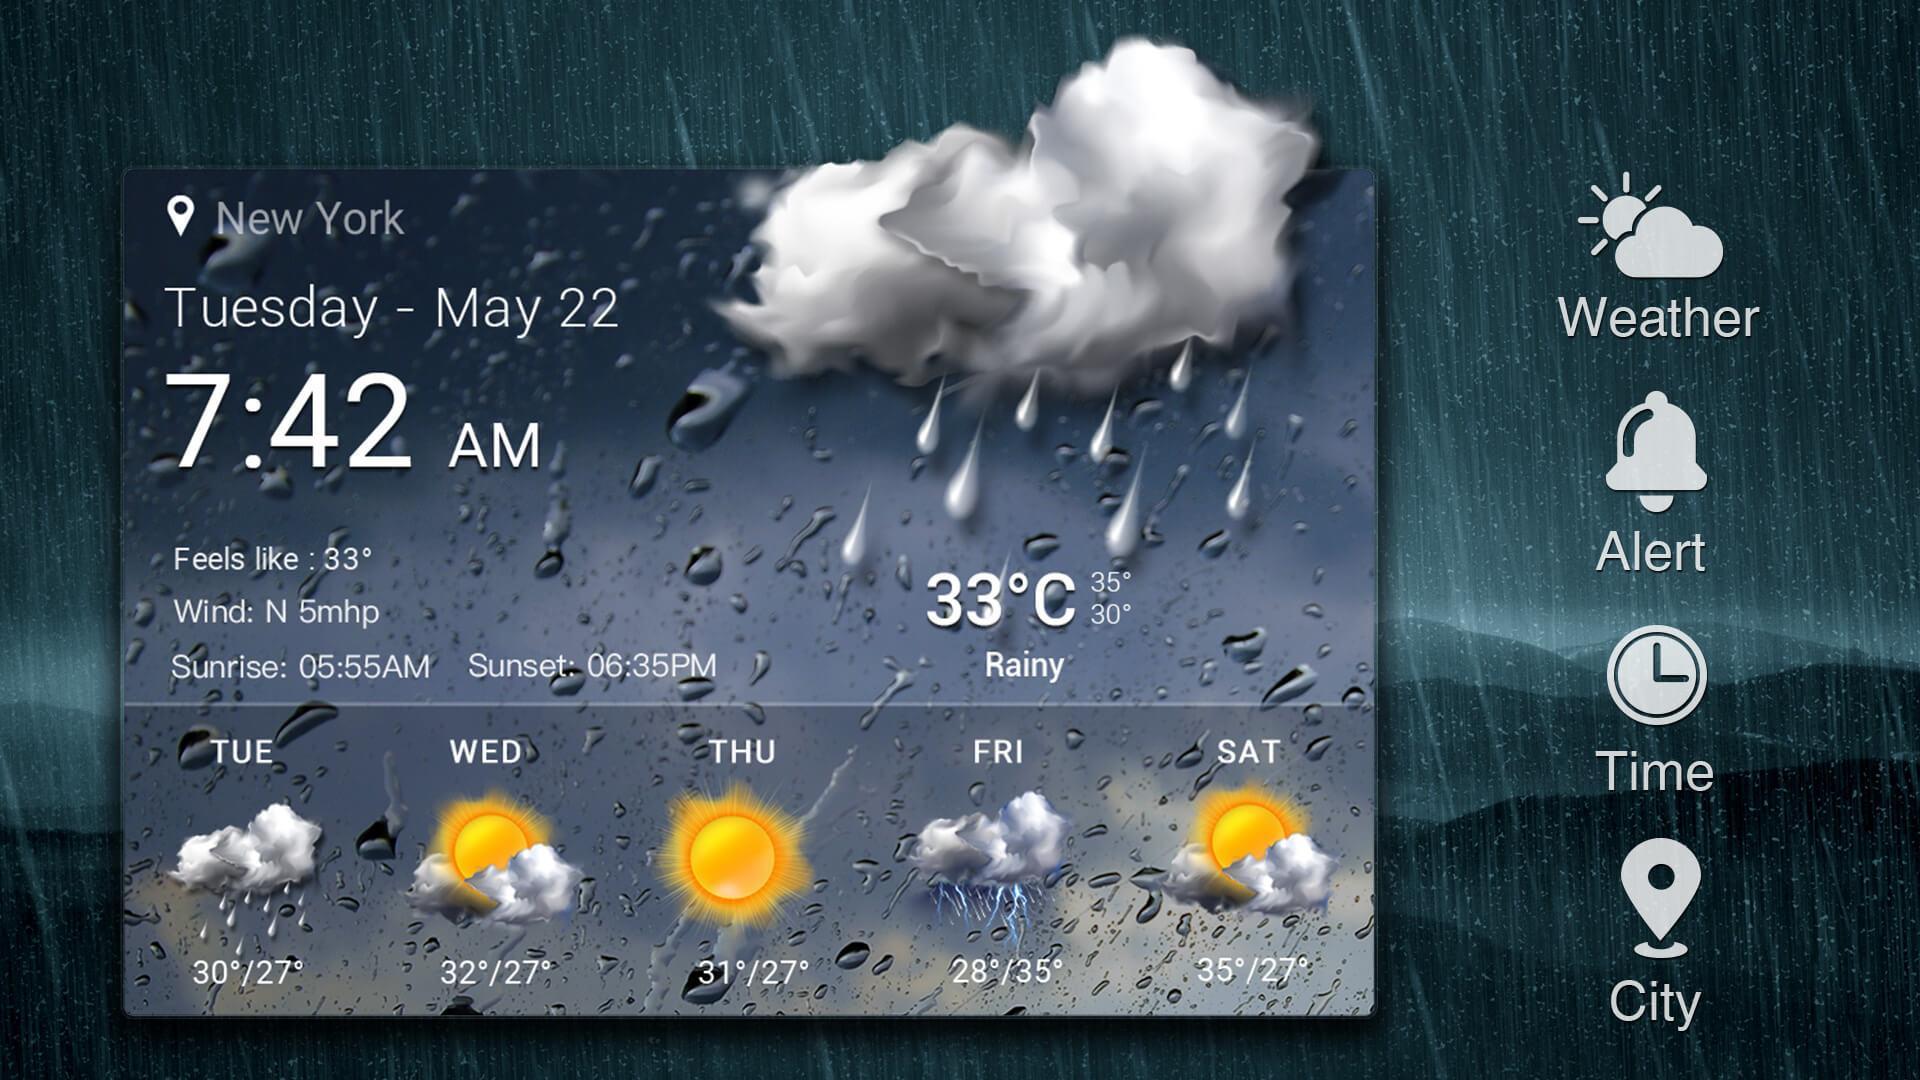 New York
Tuesday - May 22
7:42 AM
Feels like : 33°
Wind: N 5mhp
Sunrise: 05:55AM Sunset: 06:35PM
33°C 35° 30°
Rainy
TUE WED THU FRI SAT
30°/27° 32°/27° 31°/27° 28°/35° 35°/27°
Weather
Alert
Time
City